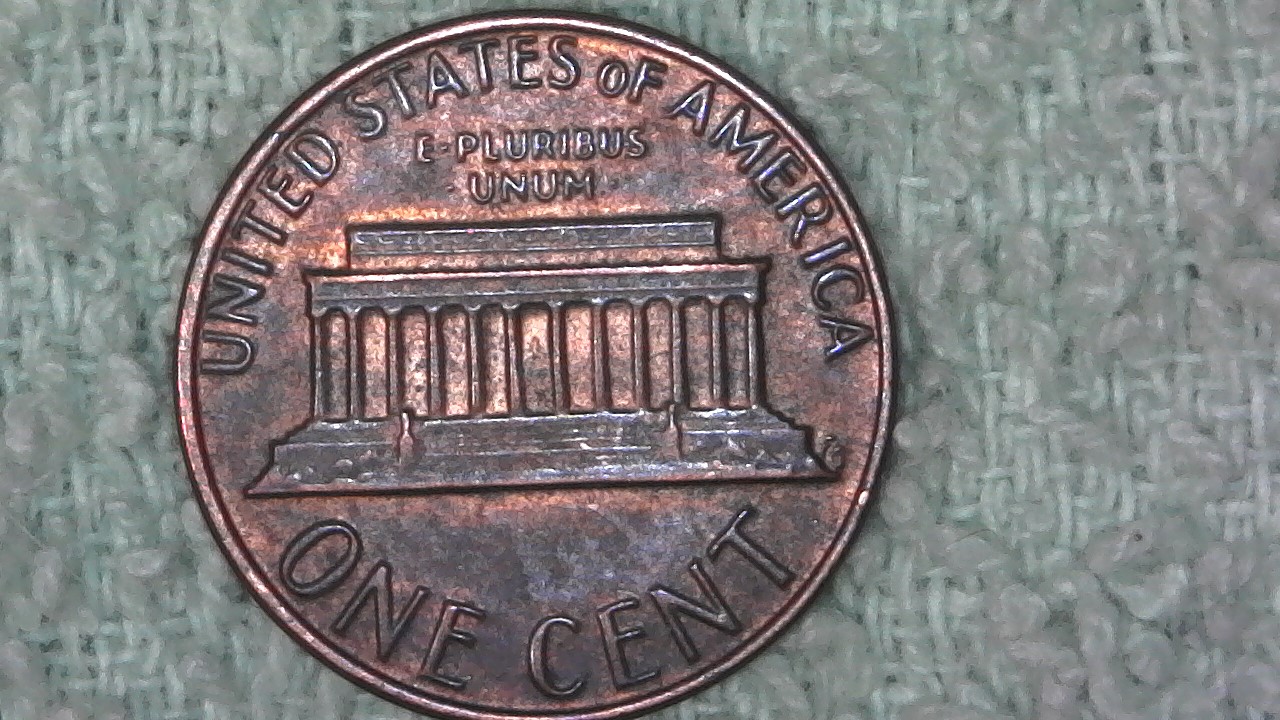 UNITED STATES OF AMERICA
E·PLURIBUS
UNUM
ONE CENT